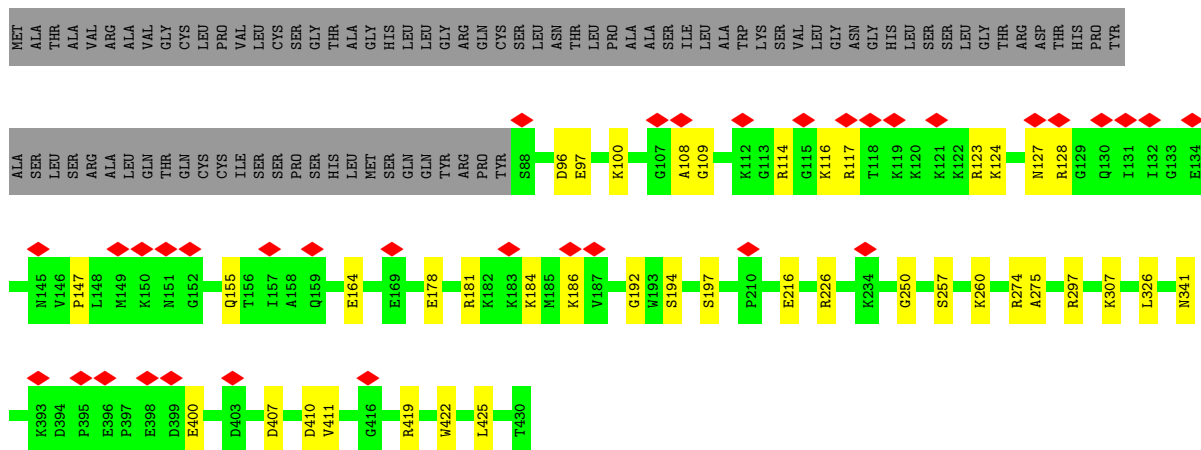 MET ALA THR ALA VAL ARG ALA VAL GLY CYS LEU PRO VAL LEU CYS SER GLY THR ALA GLY HIS LEU LEU GLY ARG GLN CYS SER LEU ASN THR LEU PRO ALA ALA SER ILE LEU ALA TRP LYS SER VAL LEU GLY ASN GLY HIS LEU SER SER LEU GLY THR ARG ASP THR HIS PRO TYR
ALA SER LEU SER ARG ALA LEU GLN THR GLN CYS CYS ILE SER SER PRO SER HIS LEU MET SER GLN GLN TYR ARG PRO TYR S88 D96 E97 K100 G107 A108 G109 K112 G113 R114 G115 K116 R117 T118 K119 K120 K121 K122 R123 K124 N127 R128 G129 Q130 I131 I132 G133 E134
N145 V146 P147 L148 M149 K150 N151 G152 Q155 T156 I157 A158 Q159 E164 E169 E178 R181 K182 K183 K184 M185 K186 V187 G192 W193 S194 S197 P210 E216 R226 K234 G250 S257 K260 R274 A275 R297 K307 L326 N341
K393 D394 P395 E396 P397 E398 D399 E400 D403 D407 D410 V411 G416 R419 W422 L425 T430